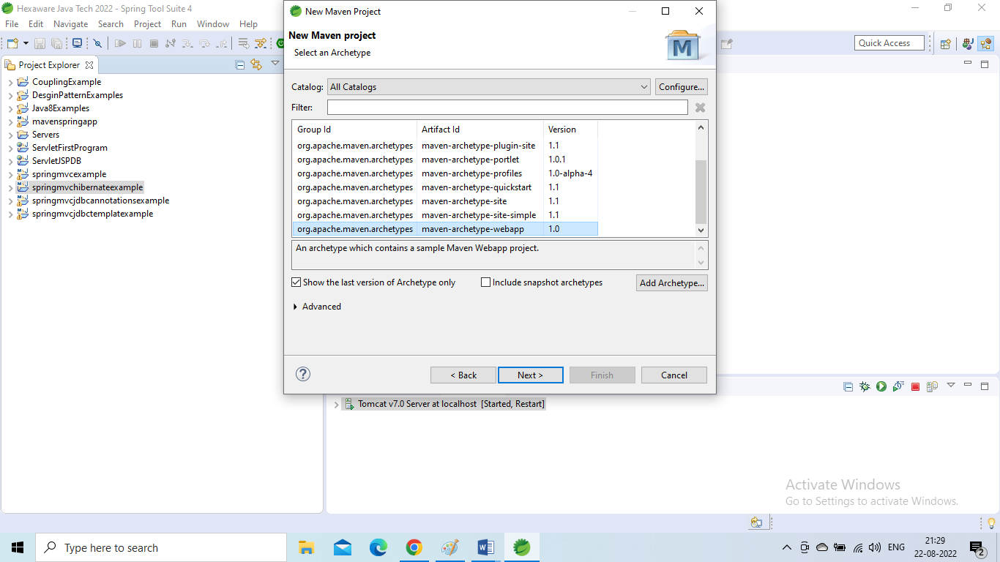 Hexaware Java Tech 2022 - Spring Tool Suite 4
File Edit Navigate Search Project Run Window Help
Quick Access
Project Explorer
CouplingExample
DesginPatternExamples
Java8Examples
mavenspringapp
Servers
ServletFirstProgram
ServletJSPDB
springmvcexample
springmvchibernateexample
springmvcjdbcannotationsexample
springmvcjdbctemplatexample
New Maven Project
New Maven project
Select an Archetype
M
Catalog: All Catalogs Configure...
Filter:
Group Id Artifact Id Version
org.apache.maven.archetypes maven-archetype-plugin-site 1.1
org.apache.maven.archetypes maven-archetype-portlet 1.0.1
org.apache.maven.archetypes maven-archetype-profiles 1.0-alpha-4
org.apache.maven.archetypes maven-archetype-quickstart 1.1
org.apache.maven.archetypes maven-archetype-site 1.1
org.apache.maven.archetypes maven-archetype-site-simple 1.1
org.apache.maven.archetypes maven-archetype-webapp 1.0
An archetype which contains a sample Maven Webapp project.
Show the last version of Archetype only Include snapshot archetypes Add Archetype...
Advanced
< Back Next > Finish Cancel
Tomcat v7.0 Server at localhost [Started, Restart]
Activate Windows
Go to Settings to activate Windows.
Type here to search
ENG
21:29
22-08-2022
2